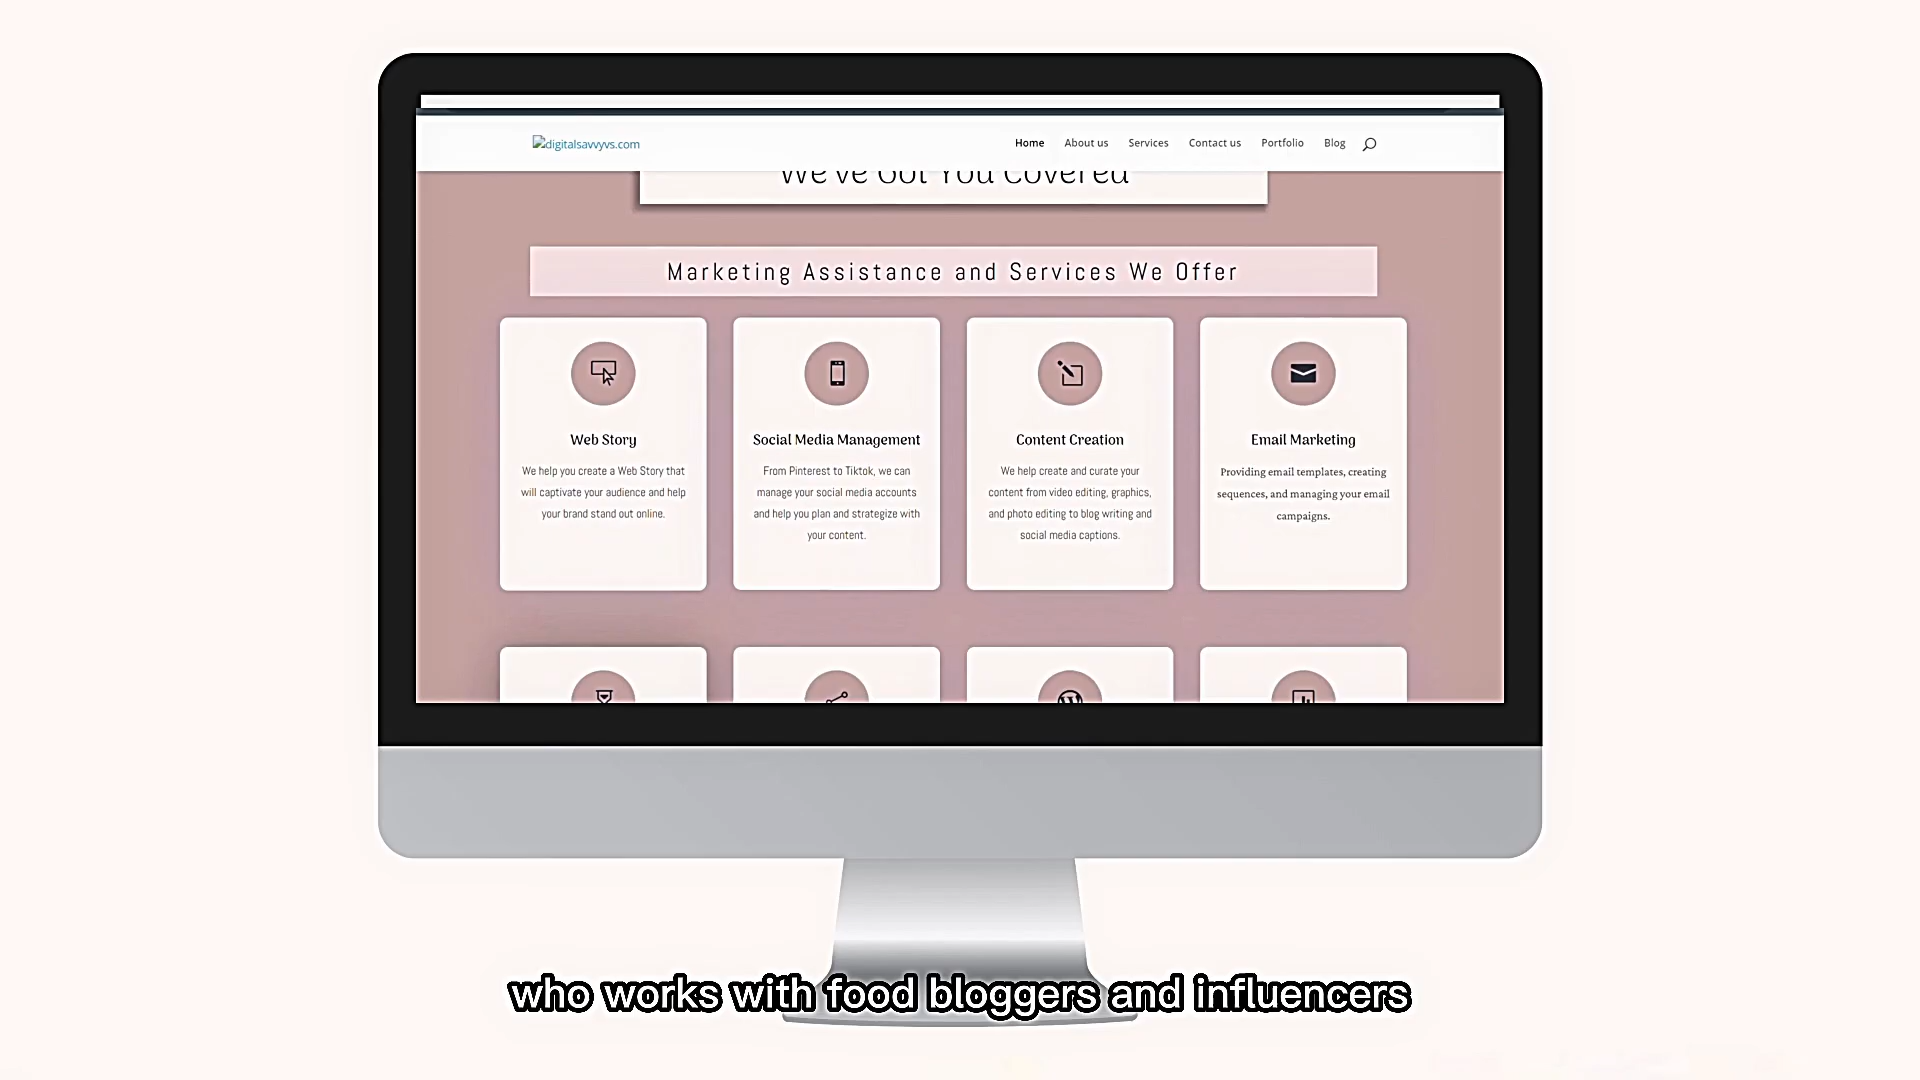 digitalsavvyvs.com
Home About us Services Contact us Portfolio Blog
We've Got You Covered
Marketing Assistance and Services We Offer
Web Story
We help you create a Web Story that
will captivate your audience and help
your brand stand out online.
Social Media Management
From Pinterest to Tiktok, we can
manage your social media accounts
and help you plan and strategize with
your content.
Content Creation
We help create and curate your
content from video editing, graphics,
and photo editing to blog writing and
social media captions.
Email Marketing
Providing email templates, creating
sequences, and managing your email
campaigns.
who works with food bloggers and influencers